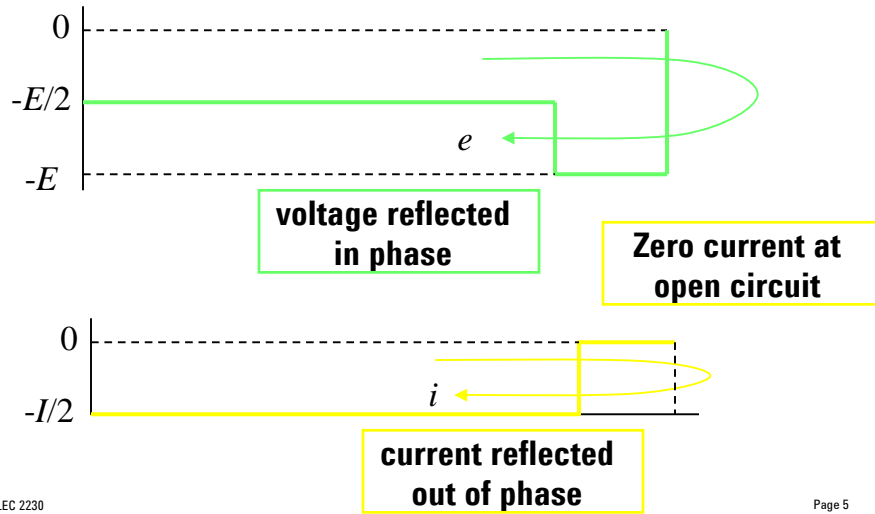 0
-E/2
e
-E
voltage reflected
in phase
Zero current at
open circuit
0
i
-I/2
current reflected
out of phase
LEC 2230
Page 5